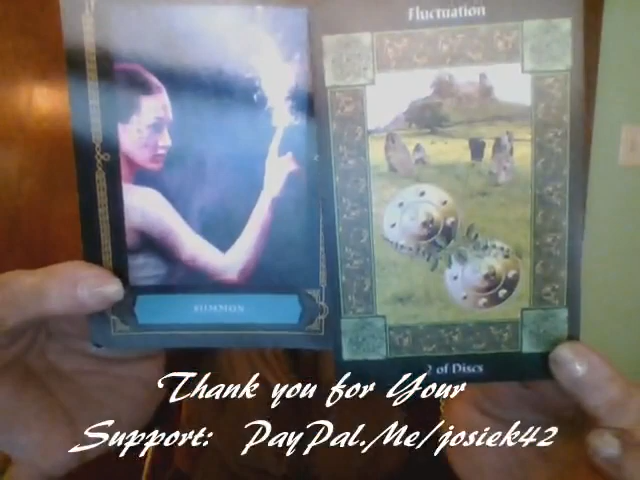 Fluctuation
SUMMON
2 of Discs
Thank you for Your
Support: PayPal.Me/josiek42